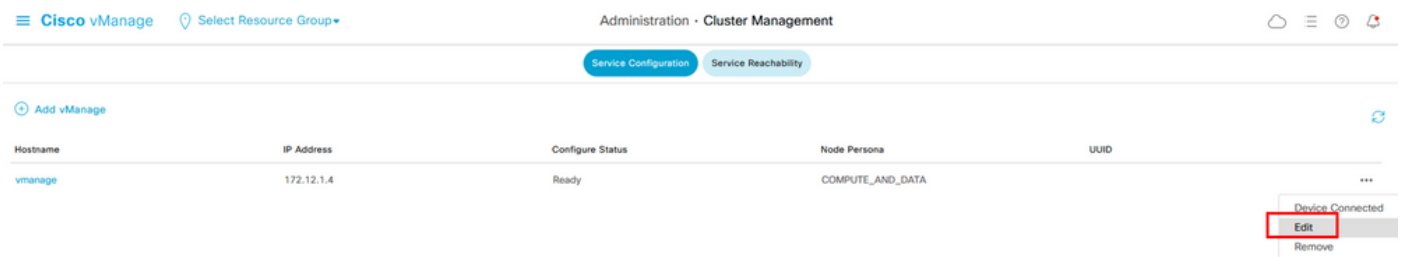 Cisco vManage Select Resource Group▾ Administration · Cluster Management
Service Configuration Service Reachability
Add vManage
Hostname IP Address Configure Status Node Persona UUID
vmanage 172.12.1.4 Ready COMPUTE_AND_DATA
Device Connected
Edit
Remove